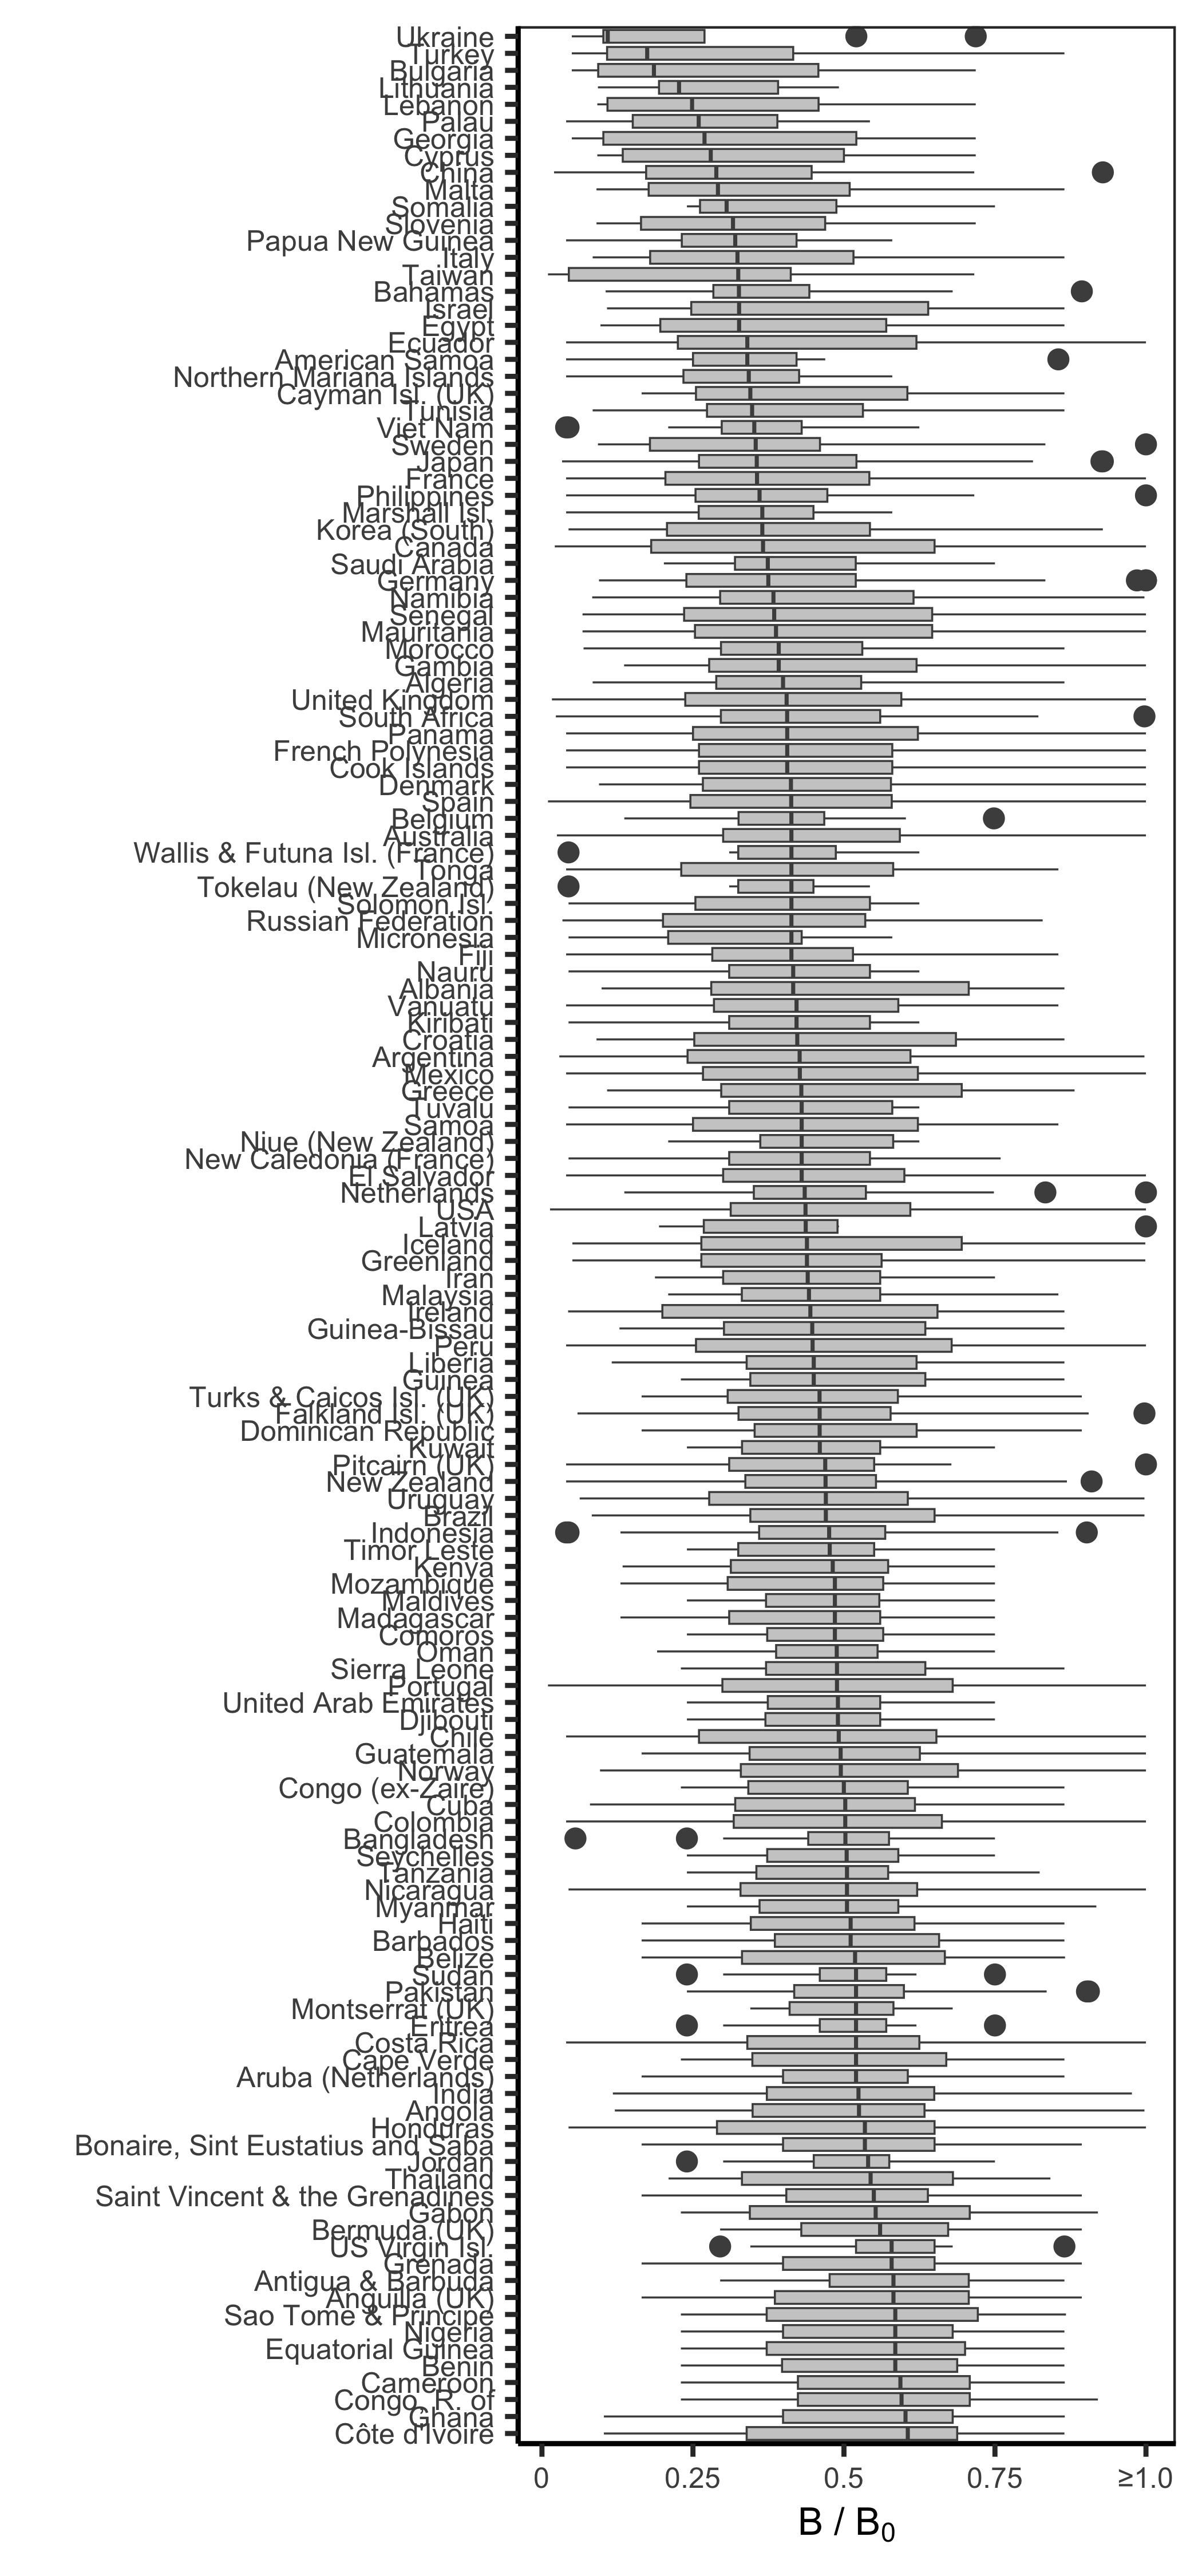 Ukraine
Turkey
Bulgaria
Lithuania
Lebanon
Palau
Georgia
Cyprus
China
Malta
Somalia
Slovenia
Papua New Guinea
Italy
Taiwan
Bahamas
Israel
Egypt
Ecuador
American Samoa
Northern Mariana Islands
Cayman Isl. (UK)
Tunisia
Viet Nam
Sweden
Japan
France
Philippines
Marshall Isl.
Korea (South)
Canada
Saudi Arabia
Germany
Namibia
Senegal
Mauritania
Morocco
Gambia
Algeria
United Kingdom
South Africa
Panama
French Polynesia
Cook Islands
Denmark
Spain
Belgium
Australia
Wallis & Futuna Isl. (France)
Tonga
Tokelau (New Zealand)
Solomon Isl.
Russian Federation
Micronesia
Fiji
Nauru
Albania
Vanuatu
Kiribati
Croatia
Argentina
Mexico
Greece
Tuvalu
Samoa
Niue (New Zealand)
New Caledonia (France)
El Salvador
Netherlands
USA
Latvia
Iceland
Greenland
Iran
Malaysia
Ireland
Guinea-Bissau
Peru
Liberia
Guinea
Turks & Caicos Isl. (UK)
Falkland Isl. (UK)
Dominican Republic
Kuwait
Pitcairn (UK)
New Zealand
Uruguay
Brazil
Indonesia
Timor Leste
Kenya
Mozambique
Maldives
Madagascar
Comoros
Oman
Sierra Leone
Portugal
United Arab Emirates
Djibouti
Chile
Guatemala
Norway
Congo (ex-Zaire)
Cuba
Colombia
Bangladesh
Seychelles
Tanzania
Nicaragua
Myanmar
Haiti
Barbados
Belize
Sudan
Pakistan
Montserrat (UK)
Eritrea
Costa Rica
Cape Verde
Aruba (Netherlands)
India
Angola
Honduras
Bonaire, Sint Eustatius and Saba
Jordan
Thailand
Saint Vincent & the Grenadines
Gabon
Bermuda (UK)
US Virgin Isl.
Grenada
Antigua & Barbuda
Anguilla (UK)
Sao Tome & Principe
Nigeria
Equatorial Guinea
Benin
Cameroon
Congo, R. of
Ghana
Côte d'Ivoire
0 0.25 0.5 0.75 ≥1.0
B / B₀